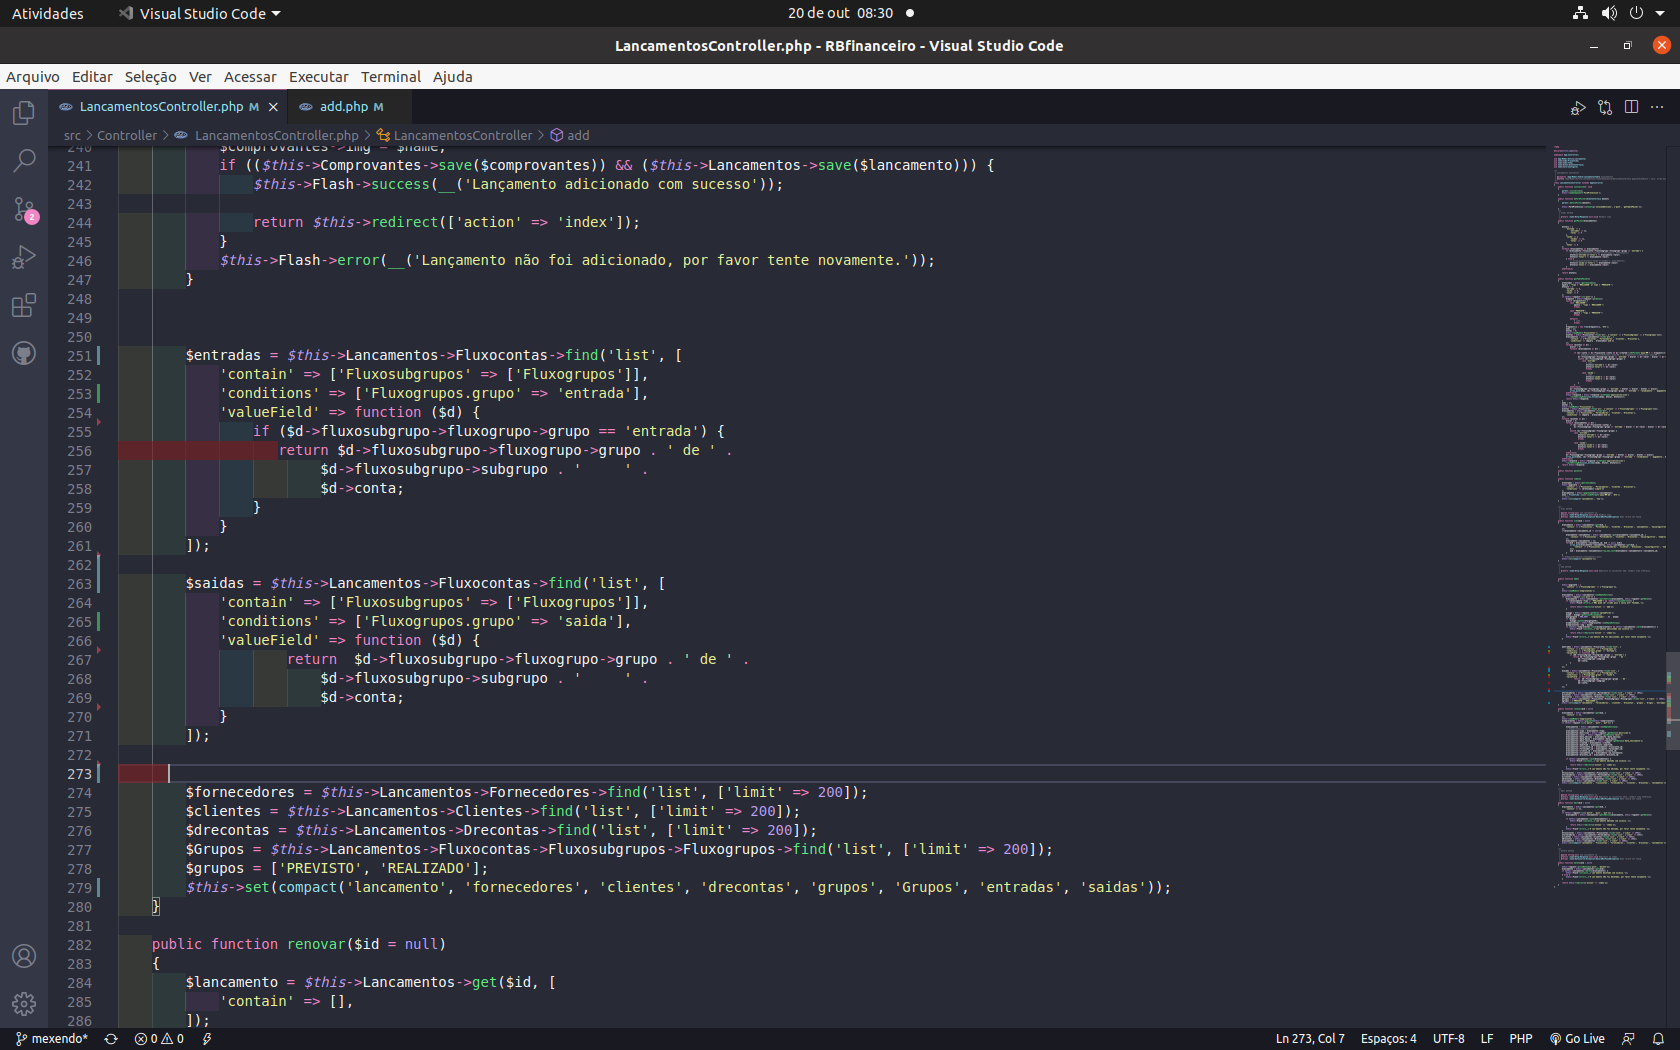 Atividades
Visual Studio Code
20 de out 08:30
LancamentosController.php - RBfinanceiro - Visual Studio Code
Arquivo Editar Seleção Ver Acessar Executar Terminal Ajuda
LancamentosController.php M
add.php M
src > Controller > LancamentosController.php > LancamentosController > add
240 $comprovantes->img = $name;
241 if (($this->Comprovantes->save($comprovantes)) && ($this->Lancamentos->save($lancamento))) {
242 $this->Flash->success(__('Lançamento adicionado com sucesso'));
243
244 return $this->redirect(['action' => 'index']);
245 }
246 $this->Flash->error(__('Lançamento não foi adicionado, por favor tente novamente.'));
247 }
248
249
250
251 $entradas = $this->Lancamentos->Fluxocontas->find('list', [
252 'contain' => ['Fluxosubgrupos' => ['Fluxogrupos']],
253 'conditions' => ['Fluxogrupos.grupo' => 'entrada'],
254 'valueField' => function ($d) {
255 if ($d->fluxosubgrupo->fluxogrupo->grupo == 'entrada') {
256 return $d->fluxosubgrupo->fluxogrupo->grupo . ' de ' .
257 $d->fluxosubgrupo->subgrupo . '     ' .
258 $d->conta;
259 }
260 }
261 ]);
262
263 $saidas = $this->Lancamentos->Fluxocontas->find('list', [
264 'contain' => ['Fluxosubgrupos' => ['Fluxogrupos']],
265 'conditions' => ['Fluxogrupos.grupo' => 'saida'],
266 'valueField' => function ($d) {
267 return  $d->fluxosubgrupo->fluxogrupo->grupo . ' de ' .
268 $d->fluxosubgrupo->subgrupo . '     ' .
269 $d->conta;
270 }
271 ]);
272
273
274 $fornecedores = $this->Lancamentos->Fornecedores->find('list', ['limit' => 200]);
275 $clientes = $this->Lancamentos->Clientes->find('list', ['limit' => 200]);
276 $drecontas = $this->Lancamentos->Drecontas->find('list', ['limit' => 200]);
277 $Grupos = $this->Lancamentos->Fluxocontas->Fluxosubgrupos->Fluxogrupos->find('list', ['limit' => 200]);
278 $grupos = ['PREVISTO', 'REALIZADO'];
279 $this->set(compact('lancamento', 'fornecedores', 'clientes', 'drecontas', 'grupos', 'Grupos', 'entradas', 'saidas'));
280 }
281
282 public function renovar($id = null)
283 {
284 $lancamento = $this->Lancamentos->get($id, [
285 'contain' => [],
286 ]);
2
mexendo* 0 0 Ln 273, Col 7 Espaços: 4 UTF-8 LF PHP Go Live